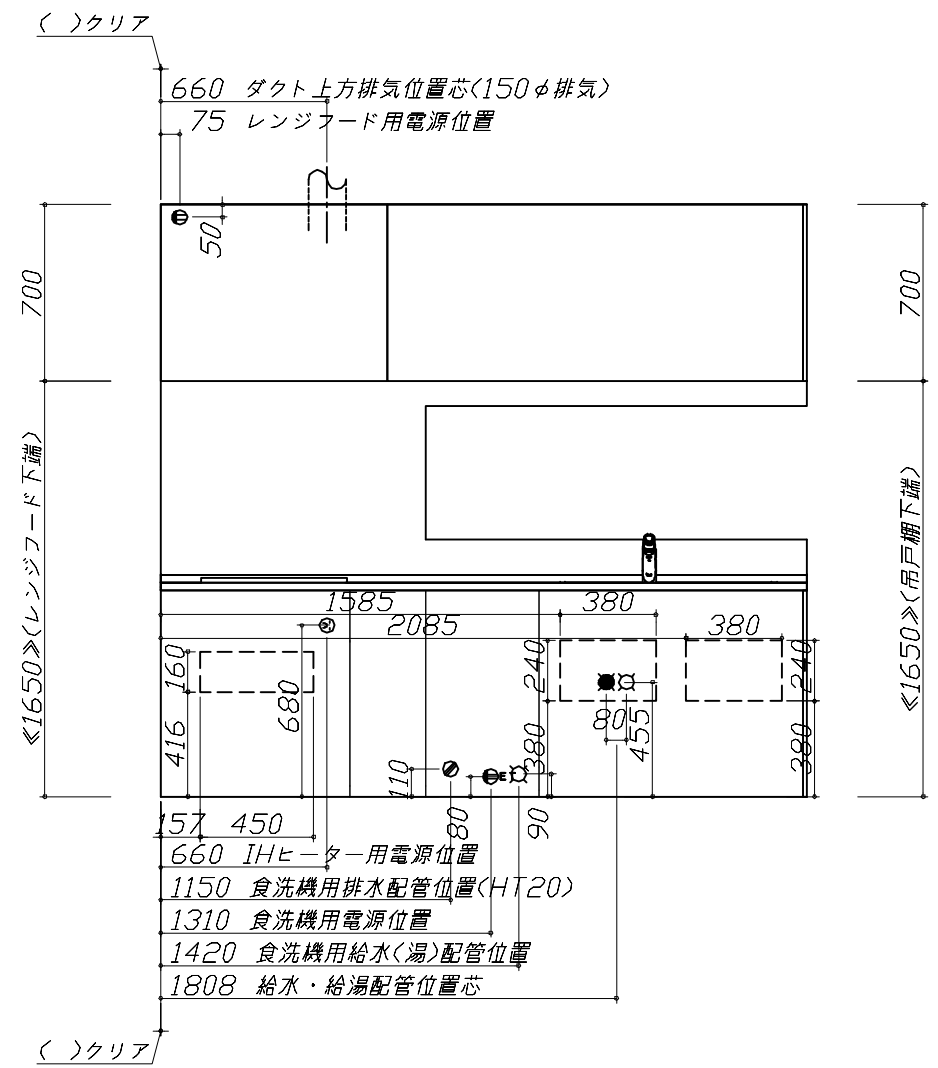 ( )クリア
660 ダクト上方排気位置芯(150φ排気)
75 レンジフード用電源位置
50
700
700
≪1650≫(レンジフード下端)
≪1650≫(吊戸棚下端)
1585
380
2085
380
160
680
240
240
416
80
455
380
380
110
80
90
157 450
660 IHヒーター用電源位置
1150 食洗機用排水配管位置(HT20)
1310 食洗機用電源位置
1420 食洗機用給水(湯)配管位置
1808 給水・給湯配管位置芯
( )クリア